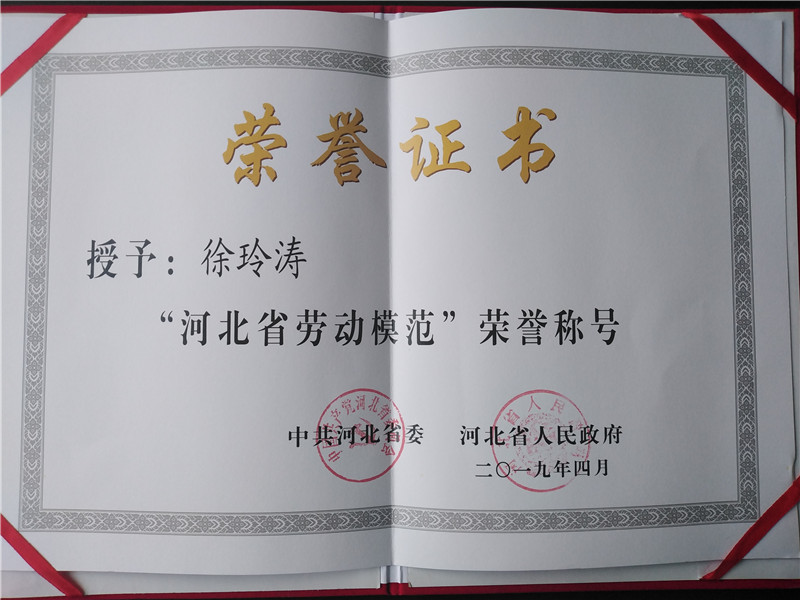 荣誉证书
授予：徐玲涛
“河北省劳动模范”荣誉称号
中共河北省委 河北省人民政府
二〇一九年四月